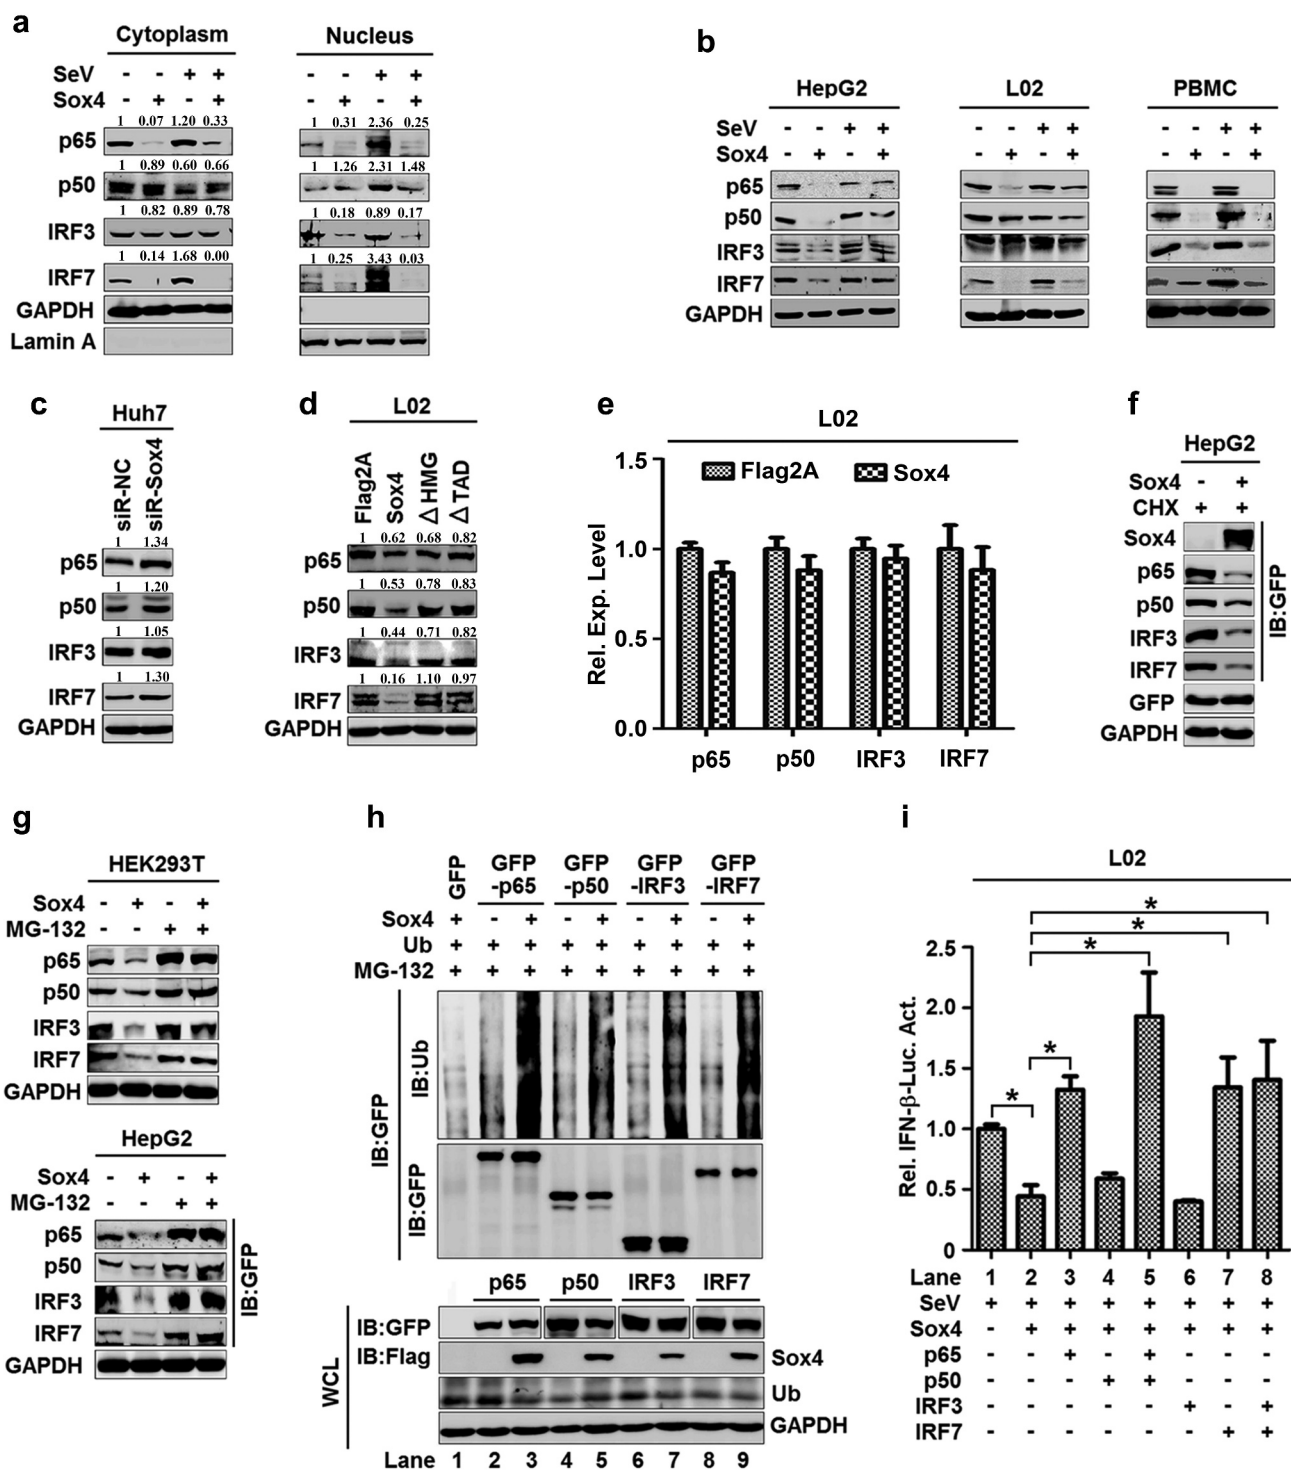 a
Cytoplasm Nucleus
SeV - - + + - - + +
Sox4 - + - + - + - +
1 0.07 1.20 0.33 1 0.31 2.36 0.25
p65
1 0.89 0.60 0.66 1 1.26 2.31 1.48
p50
1 0.82 0.89 0.78 1 0.18 0.89 0.17
IRF3
1 0.14 1.68 0.00 1 0.25 3.43 0.03
IRF7
GAPDH
Lamin A
b
HepG2 L02 PBMC
SeV - - + + - - + + - - + +
Sox4 - + - + - + - + - + - +
p65
p50
IRF3
IRF7
GAPDH
c
Huh7
siR-NC siR-Sox4
1 1.34
p65
1 1.20
p50
1 1.05
IRF3
1 1.30
IRF7
GAPDH
d
L02
Flag2A Sox4 △HMG △TAD
1 0.62 0.68 0.82
p65
1 0.53 0.78 0.83
p50
1 0.44 0.71 0.82
IRF3
1 0.16 1.10 0.97
IRF7
GAPDH
e
L02
Flag2A Sox4
Rel. Exp. Level
1.5
1.0
0.5
0.0
p65 p50 IRF3 IRF7
f
HepG2
Sox4 - +
CHX + +
Sox4
p65
p50
IRF3
IRF7
GFP
GAPDH
IB:GFP
g
HEK293T
Sox4 - + - +
MG-132 - - + +
p65
p50
IRF3
IRF7
GAPDH
HepG2
Sox4 - + - +
MG-132 - - + +
p65
p50
IRF3
IRF7
GAPDH
IB:GFP
h
GFP GFP GFP GFP GFP
-p65 -p50 -IRF3 -IRF7
Sox4 + - + - + - + - +
Ub + + + + + + + + +
MG-132 + + + + + + + + +
IB:GFP
IB:Ub
IB:GFP
p65 p50 IRF3 IRF7
WCL
IB:GFP
IB:Flag Sox4
Ub
GAPDH
Lane 1 2 3 4 5 6 7 8 9
i
L02
* * * * *
Rel. IFN-β-Luc. Act.
2.5
2.0
1.5
1.0
0.5
0
Lane 1 2 3 4 5 6 7 8
SeV + + + + + + + +
Sox4 - + + + + + + +
p65 - - + - + - - -
p50 - - - + + - - -
IRF3 - - - - - + - +
IRF7 - - - - - - + +